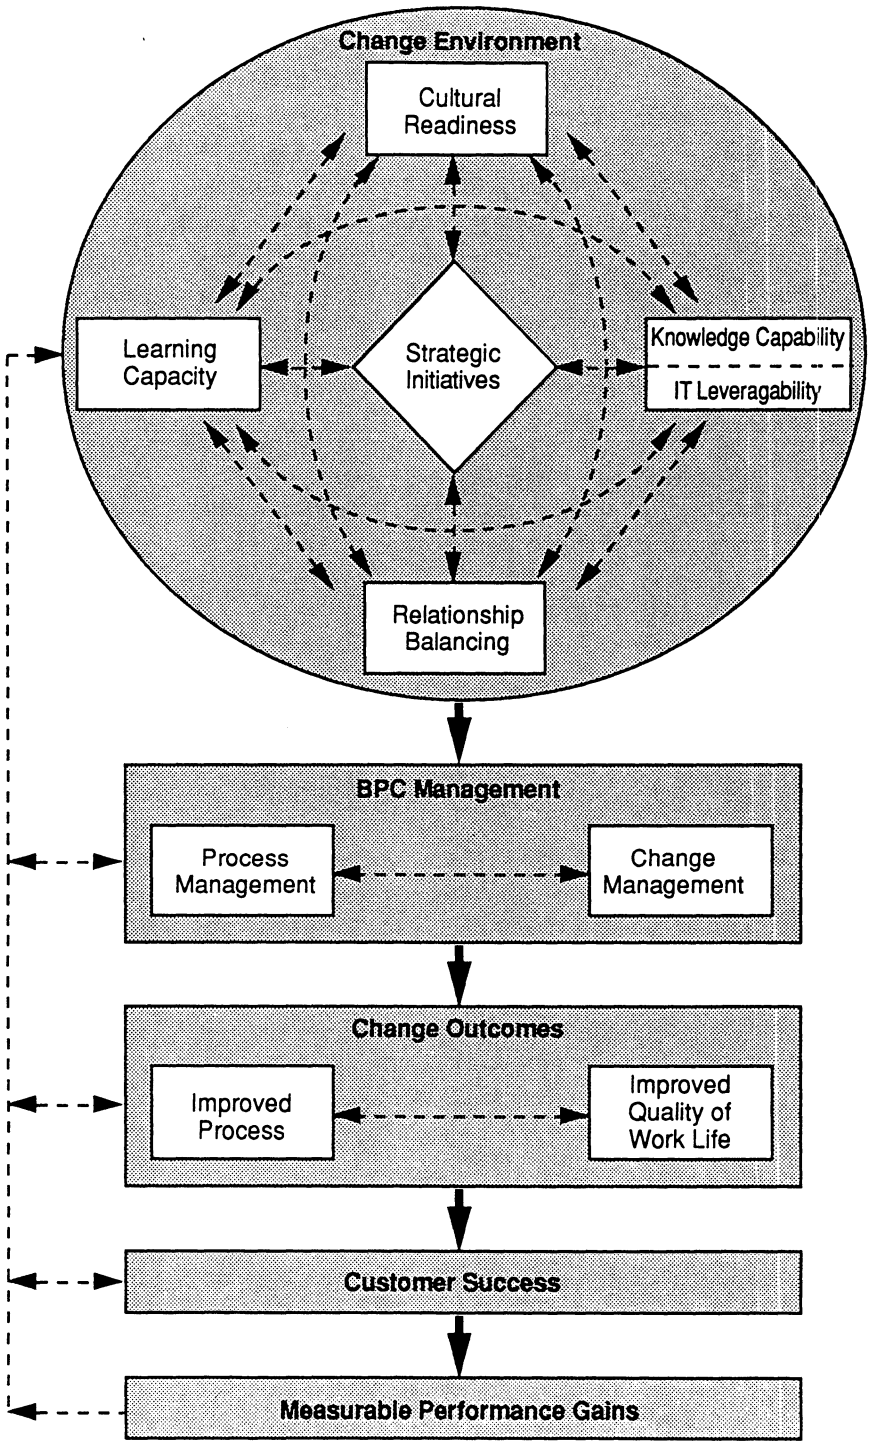 Change Environment
Cultural
Readiness
Learning
Capacity
Strategic
Initiatives
Knowledge Capability
IT Leveragability
Relationship
Balancing
BPC Management
Process
Management
Change
Management
Change Outcomes
Improved
Process
Improved
Quality of
Work Life
Customer Success
Measurable Performance Gains